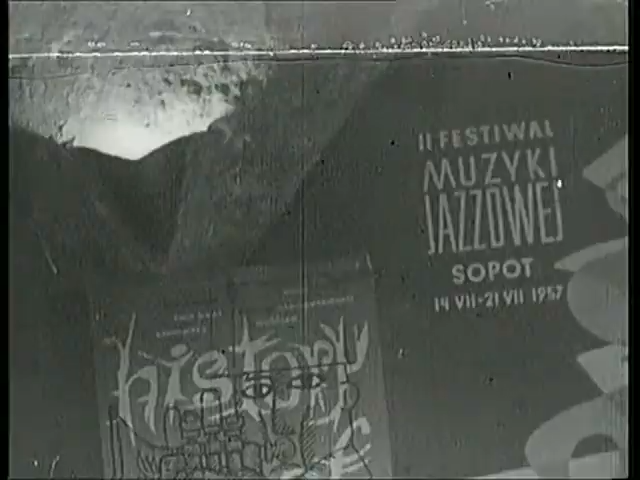 II FESTIWAL
MUZYKI
JAZZOWEJ
SOPOT
14 VII-21 VII 1957
history